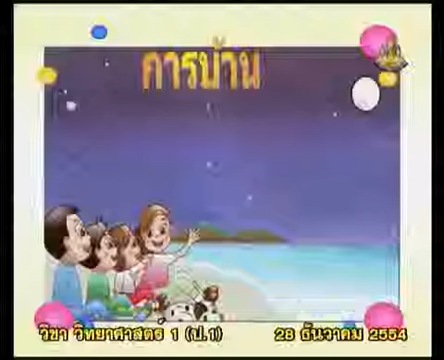 การบ้าน
วิชา วิทยาศาสตร์ 1 (ป.1) 28 ธันวาคม 2554